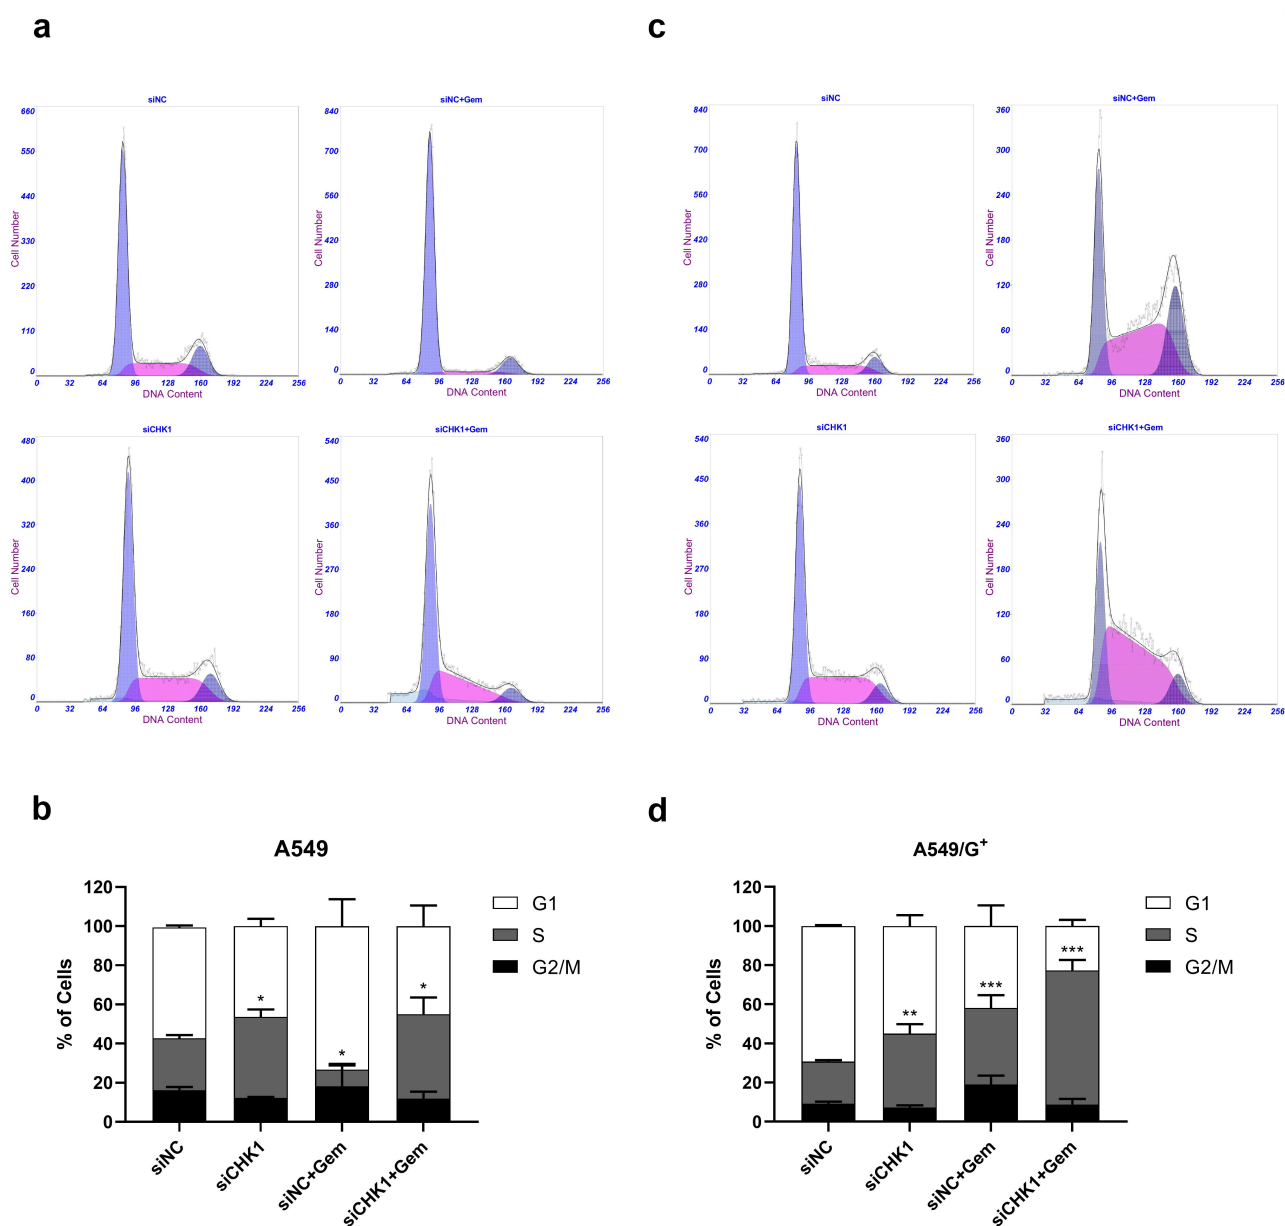 a
siNC
660
550
440
330
220
110
0
Cell Number
0 32 64 96 128 160 192 224 256
DNA Content
siNC+Gem
840
700
560
420
280
140
0
Cell Number
0 32 64 96 128 160 192 224 256
DNA Content
siCHK1
480
400
320
240
160
80
0
Cell Number
0 32 64 96 128 160 192 224 256
DNA Content
siCHK1+Gem
540
450
360
270
180
90
0
Cell Number
0 32 64 96 128 160 192 224 256
DNA Content
c
siNC
840
700
560
420
280
140
0
Cell Number
0 32 64 96 128 160 192 224 256
DNA Content
siNC+Gem
360
300
240
180
120
60
0
Cell Number
0 32 64 96 128 160 192 224 256
DNA Content
siCHK1
540
450
360
270
180
90
0
Cell Number
0 32 64 96 128 160 192 224 256
DNA Content
siCHK1+Gem
360
300
240
180
120
60
0
Cell Number
0 32 64 96 128 160 192 224 256
DNA Content
b
A549
120
100
80
60
40
20
0
% of Cells
*
*
*
siNC
siCHK1
siNC+Gem
siCHK1+Gem
G1
S
G2/M
d
A549/G⁺
120
100
80
60
40
20
0
% of Cells
**
***
***
siNC
siCHK1
siNC+Gem
siCHK1+Gem
G1
S
G2/M